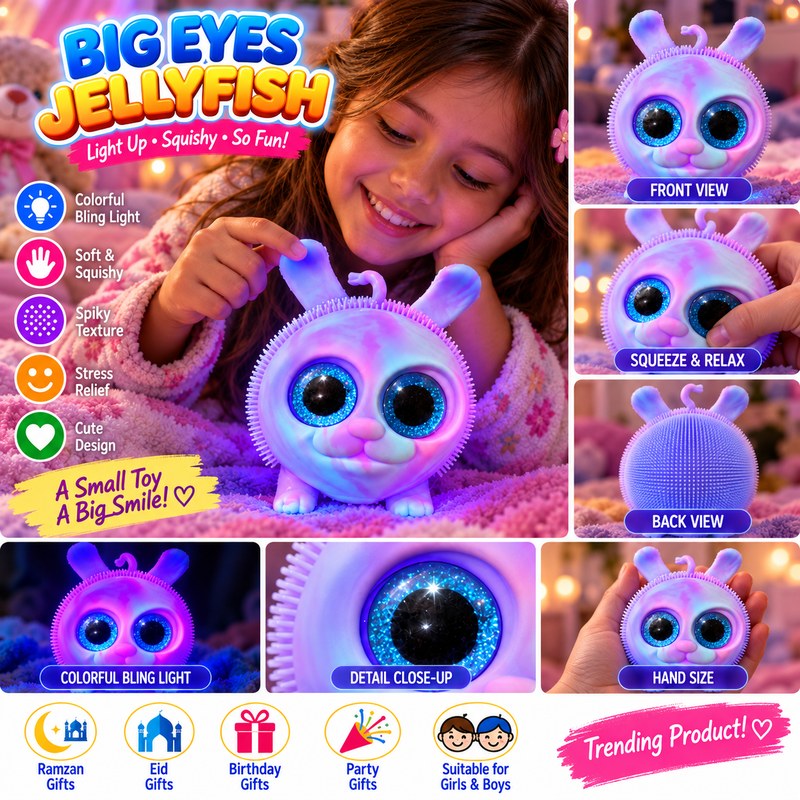 BIG EYES
JELLYFISH
Light Up • Squishy • So Fun!
Colorful
Bling Light
Soft &
Squishy
Spiky
Texture
Stress
Relief
Cute
Design
A Small Toy
A Big Smile! ♡
FRONT VIEW
SQUEEZE & RELAX
BACK VIEW
COLORFUL BLING LIGHT
DETAIL CLOSE-UP
HAND SIZE
Ramzan
Gifts
Eid
Gifts
Birthday
Gifts
Party
Gifts
Suitable for
Girls & Boys
Trending Product! ♡